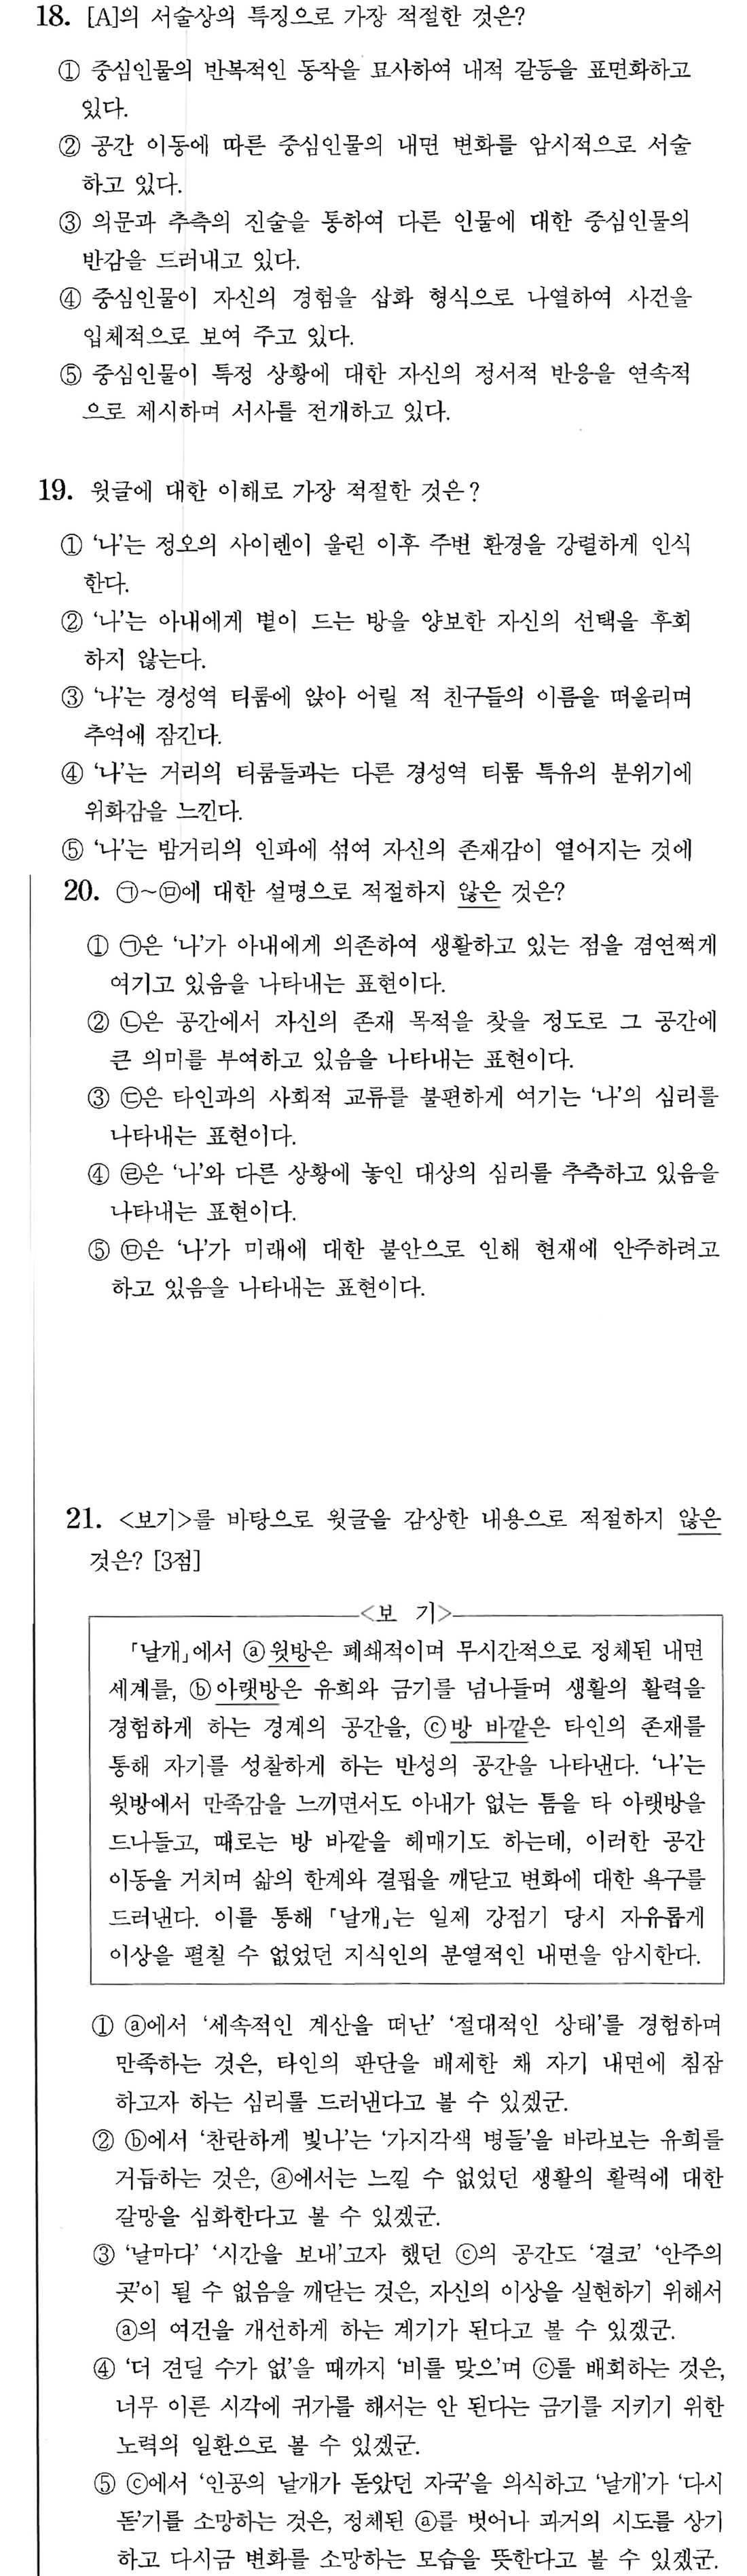 18. [A]의 서술상의 특징으로 가장 적절한 것은?
① 중심인물의 반복적인 동작을 묘사하여 내적 갈등을 표면화하고
있다.
② 공간 이동에 따른 중심인물의 내면 변화를 암시적으로 서술
하고 있다.
③ 의문과 추측의 진술을 통하여 다른 인물에 대한 중심인물의
반감을 드러내고 있다.
④ 중심인물이 자신의 경험을 삽화 형식으로 나열하여 사건을
입체적으로 보여 주고 있다.
⑤ 중심인물이 특정 상황에 대한 자신의 정서적 반응을 연속적
으로 제시하며 서사를 전개하고 있다.
19. 윗글에 대한 이해로 가장 적절한 것은?
① ‘나’는 정오의 사이렌이 울린 이후 주변 환경을 강렬하게 인식
한다.
② ‘나’는 아내에게 볕이 드는 방을 양보한 자신의 선택을 후회
하지 않는다.
③ ‘나’는 경성역 티룸에 앉아 어릴 적 친구들의 이름을 떠올리며
추억에 잠긴다.
④ ‘나’는 거리의 티룸들과는 다른 경성역 티룸 특유의 분위기에
위화감을 느낀다.
⑤ ‘나’는 밤거리의 인파에 섞여 자신의 존재감이 옅어지는 것에
20. ㉠~㉤에 대한 설명으로 적절하지 않은 것은?
① ㉠은 ‘나’가 아내에게 의존하여 생활하고 있는 점을 겸연쩍게
여기고 있음을 나타내는 표현이다.
② ㉡은 공간에서 자신의 존재 목적을 찾을 정도로 그 공간에
큰 의미를 부여하고 있음을 나타내는 표현이다.
③ ㉢은 타인과의 사회적 교류를 불편하게 여기는 ‘나’의 심리를
나타내는 표현이다.
④ ㉣은 ‘나’와 다른 상황에 놓인 대상의 심리를 추측하고 있음을
나타내는 표현이다.
⑤ ㉤은 ‘나’가 미래에 대한 불안으로 인해 현재에 안주하려고
하고 있음을 나타내는 표현이다.
21. <보기>를 바탕으로 윗글을 감상한 내용으로 적절하지 않은
것은? [3점]
<보 기>
「날개」에서 ⓐ윗방은 폐쇄적이며 무시간적으로 정체된 내면
세계를, ⓑ아랫방은 유희와 금기를 넘나들며 생활의 활력을
경험하게 하는 경계의 공간을, ⓒ방 바깥은 타인의 존재를
통해 자기를 성찰하게 하는 반성의 공간을 나타낸다. ‘나’는
윗방에서 만족감을 느끼면서도 아내가 없는 틈을 타 아랫방을
드나들고, 때로는 방 바깥을 헤매기도 하는데, 이러한 공간
이동을 거치며 삶의 한계와 결핍을 깨닫고 변화에 대한 욕구를
드러낸다. 이를 통해 「날개」는 일제 강점기 당시 자유롭게
이상을 펼칠 수 없었던 지식인의 분열적인 내면을 암시한다.
① ⓐ에서 ‘세속적인 계산을 떠난’ ‘절대적인 상태’를 경험하며
만족하는 것은, 타인의 판단을 배제한 채 자기 내면에 침잠
하고자 하는 심리를 드러낸다고 볼 수 있겠군.
② ⓑ에서 ‘찬란하게 빛나’는 ‘가지각색 병들’을 바라보는 유희를
거듭하는 것은, ⓐ에서는 느낄 수 없었던 생활의 활력에 대한
갈망을 심화한다고 볼 수 있겠군.
③ ‘날마다’ ‘시간을 보내’고자 했던 ⓒ의 공간도 ‘결코’ ‘안주의
곳’이 될 수 없음을 깨닫는 것은, 자신의 이상을 실현하기 위해서
ⓐ의 여건을 개선하게 하는 계기가 된다고 볼 수 있겠군.
④ ‘더 견딜 수가 없’을 때까지 ‘비를 맞으’며 ⓒ를 배회하는 것은,
너무 이른 시각에 귀가를 해서는 안 된다는 금기를 지키기 위한
노력의 일환으로 볼 수 있겠군.
⑤ ⓒ에서 ‘인공의 날개가 돋았던 자국’을 의식하고 ‘날개’가 ‘다시
돋’기를 소망하는 것은, 정체된 ⓐ를 벗어나 과거의 시도를 상기
하고 다시금 변화를 소망하는 모습을 뜻한다고 볼 수 있겠군.